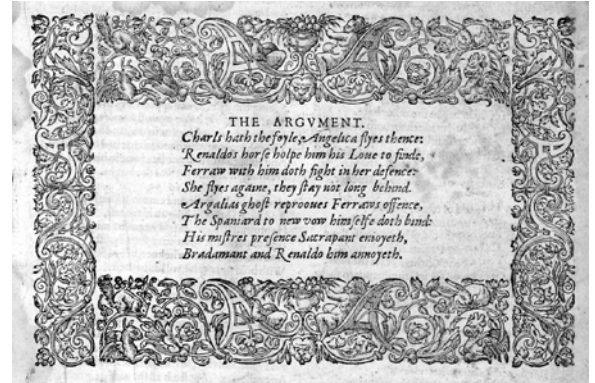 THE ARGVMENT.
Charls hath the foyle, Angelica flyes thence:
Renaldos horse holpe him his Loue to finde,
Ferraw with him doth fight in her defence:
She flyes againe, they stay not long behind.
Argalias ghost reprooues Ferraws offence,
The Spaniard to new vow himselfe doth bind:
His mistres presence Sacrapant enioyeth,
Bradamant and Renaldo him annoyeth.